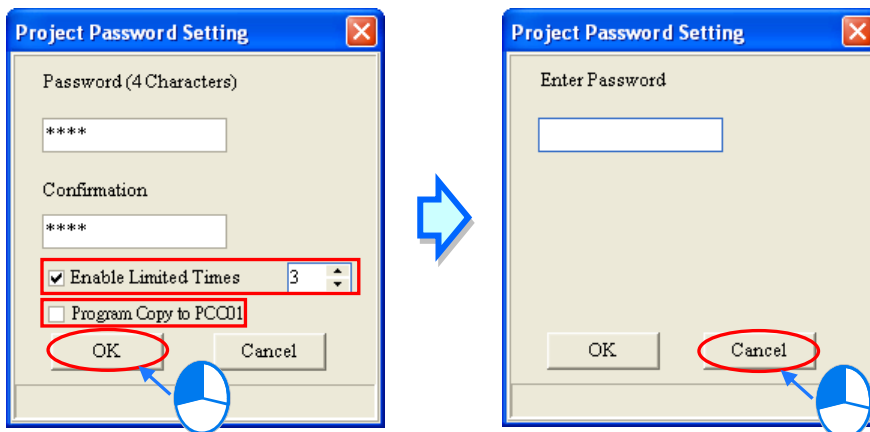 Project Password Setting
Password (4 Characters)
****
Confirmation
****
Enable Limited Times 3
Program Copy to PCC01
OK Cancel
Project Password Setting
Enter Password
OK Cancel